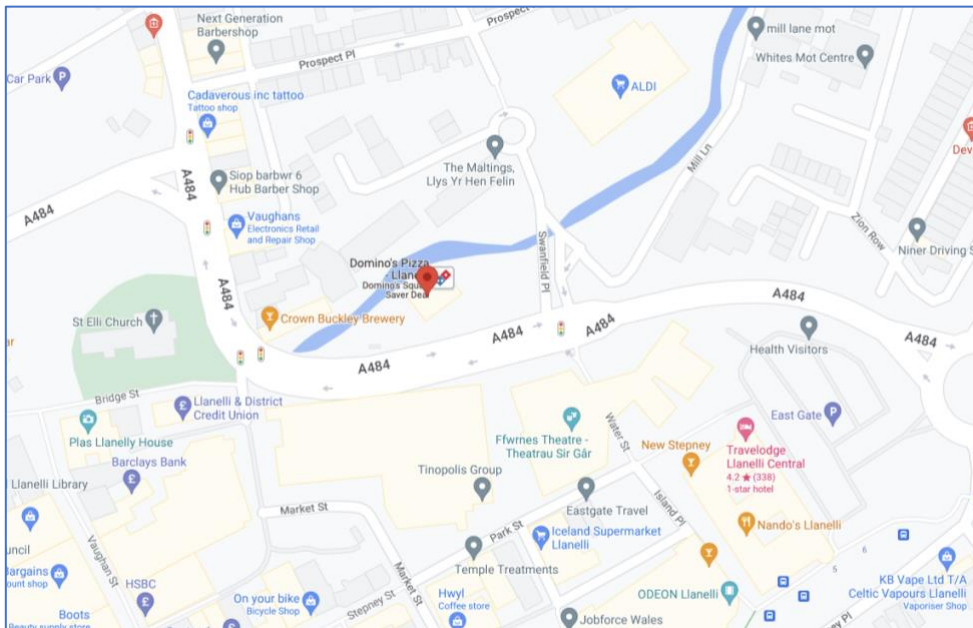 Next Generation
Barbershop
Prospect Pl
Prospect
mill lane mot
Whites Mot Centre
Car Park
ALDI
Cadaverous inc tattoo
Tattoo shop
The Maltings,
Llys Yr Hen Felin
Mill Ln
Siop barbwr 6
Hub Barber Shop
A484
A484
Vaughans
Electronics Retail
and Repair Shop
Zion Row
Niner Driving S
Swanfield Pl
Domino's Pizza
Domino's Squ
Saver Deal
A484
Crown Buckley Brewery
St Elli Church
A484
A484
A484
A484
A484
Health Visitors
Bridge St
Llanelli & District
Credit Union
Plas Llanelly House
Barclays Bank
Llanelli Library
Ffwrnes Theatre -
Theatrau Sir Gâr
Water St
New Stepney
East Gate
Travelodge
Llanelli Central
4.2 ★ (338)
1-star hotel
Tinopolis Group
Eastgate Travel
Island Pl
Nando's Llanelli
Market St
Park St
Iceland Supermarket
Llanelli
Temple Treatments
Vaughan St
Market St
HSBC
On your bike
Bicycle Shop
Stepney St
Hwyl
Coffee store
ODEON Llanelli
Jobforce Wales
6
5
KB Vape Ltd T/A
Celtic Vapours Llanelli
Vaporiser Shop
Boots